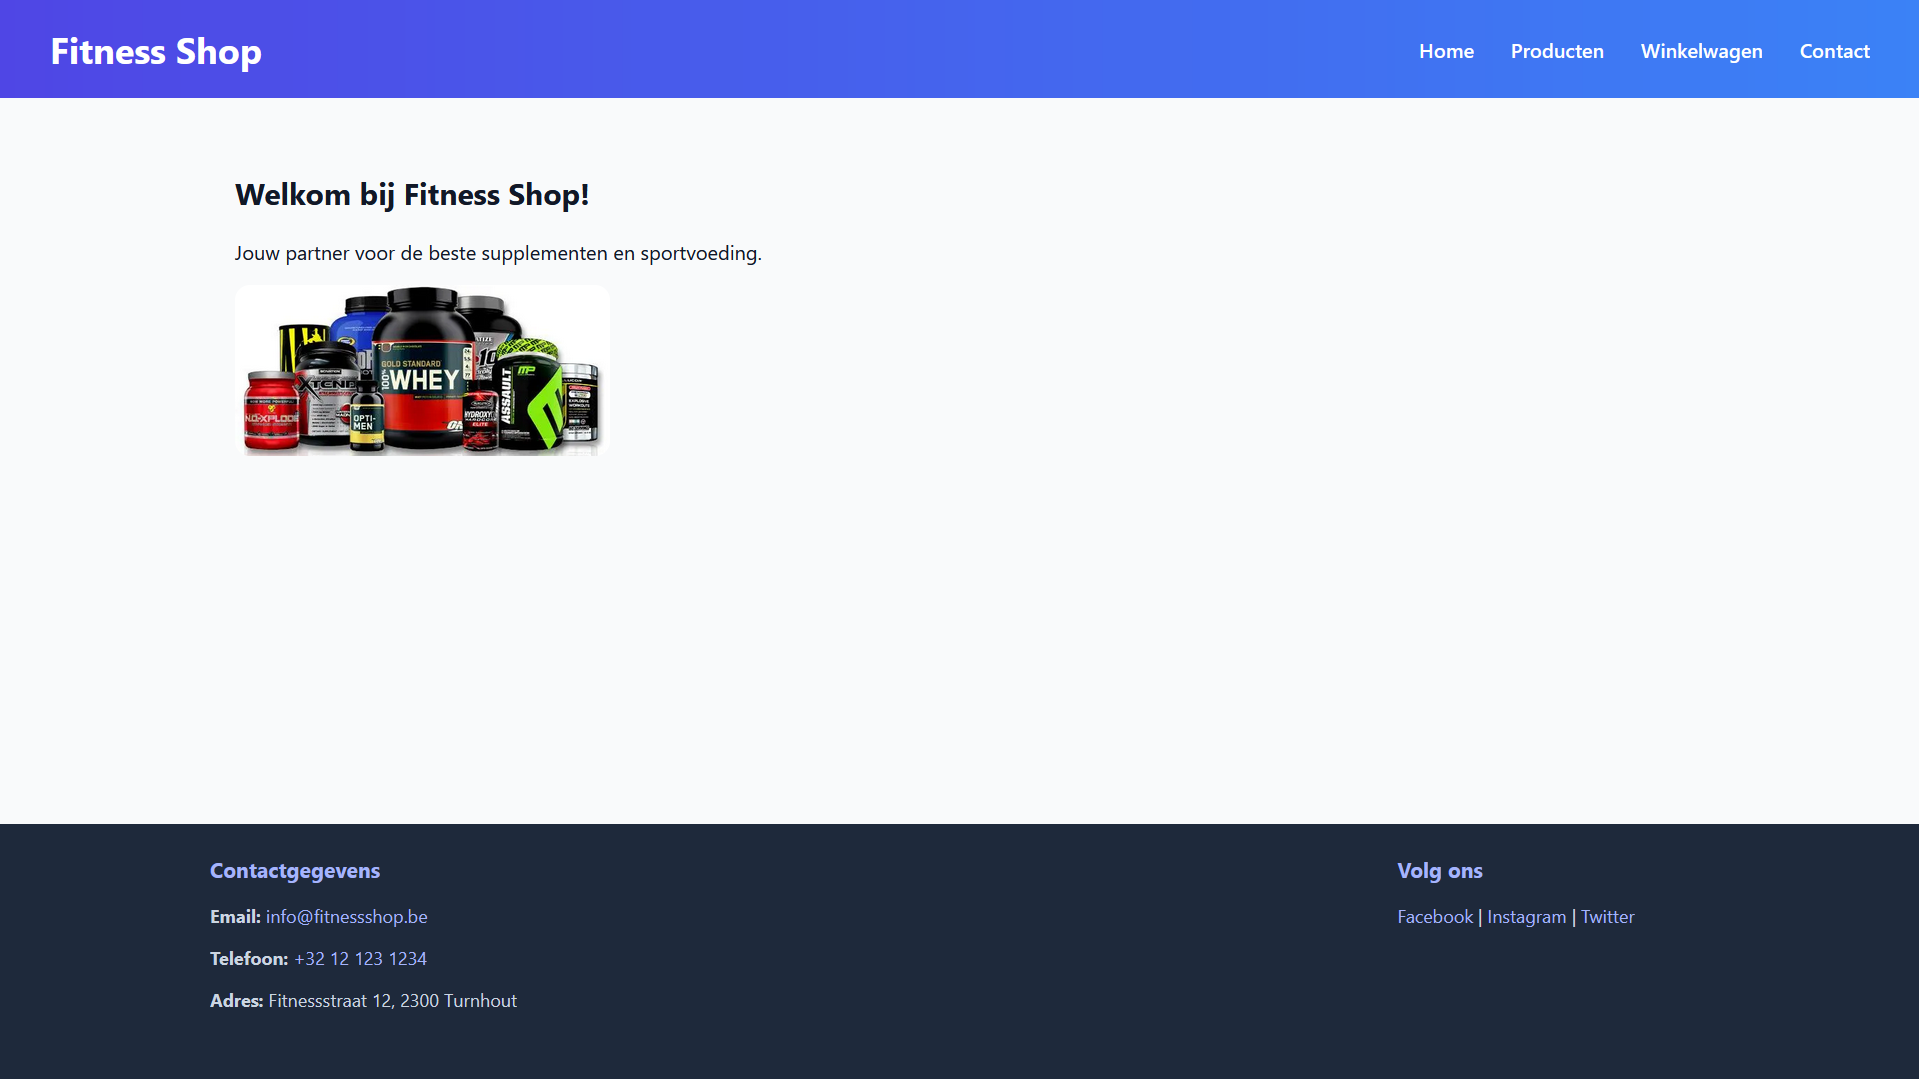 Fitness Shop
Home Producten Winkelwagen Contact
Welkom bij Fitness Shop!
Jouw partner voor de beste supplementen en sportvoeding.
GOLD STANDARD
100% WHEY
XTEND
N.O.-XPLODE
OPTI-
MEN
HYDROXY
ELITE
ASSAULT
MP
ON
Contactgegevens
Email: info@fitnessshop.be
Telefoon: +32 12 123 1234
Adres: Fitnessstraat 12, 2300 Turnhout
Volg ons
Facebook | Instagram | Twitter